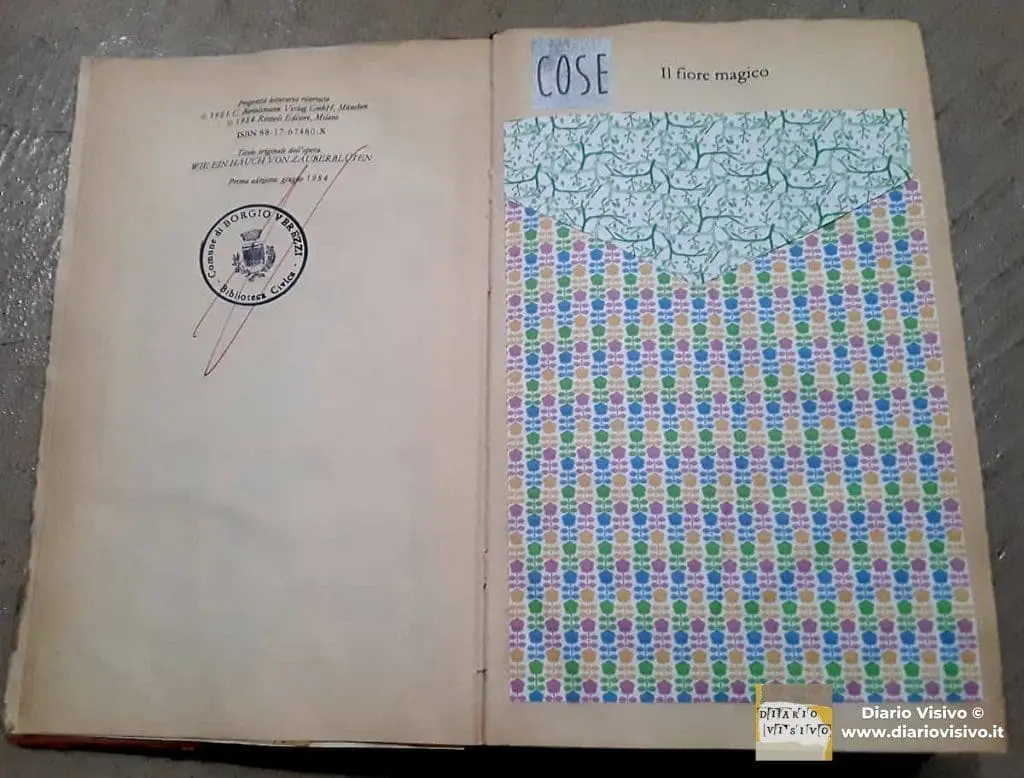 Proprietà letteraria riservata
© 1981 C. Bertelsmann Verlag GmbH, München
© 1984 Rizzoli Editore, Milano
ISBN 88-17-67480-X
Titolo originale dell'opera
WIE EIN HAUCH VON ZAUBERBLÜTEN
Prima edizione: giugno 1984
Comune di BORGIO VEREZZI
Biblioteca Civica
COSE
Il fiore magico
DIARIO
VISIVO
Diario Visivo ©
www.diariovisivo.it